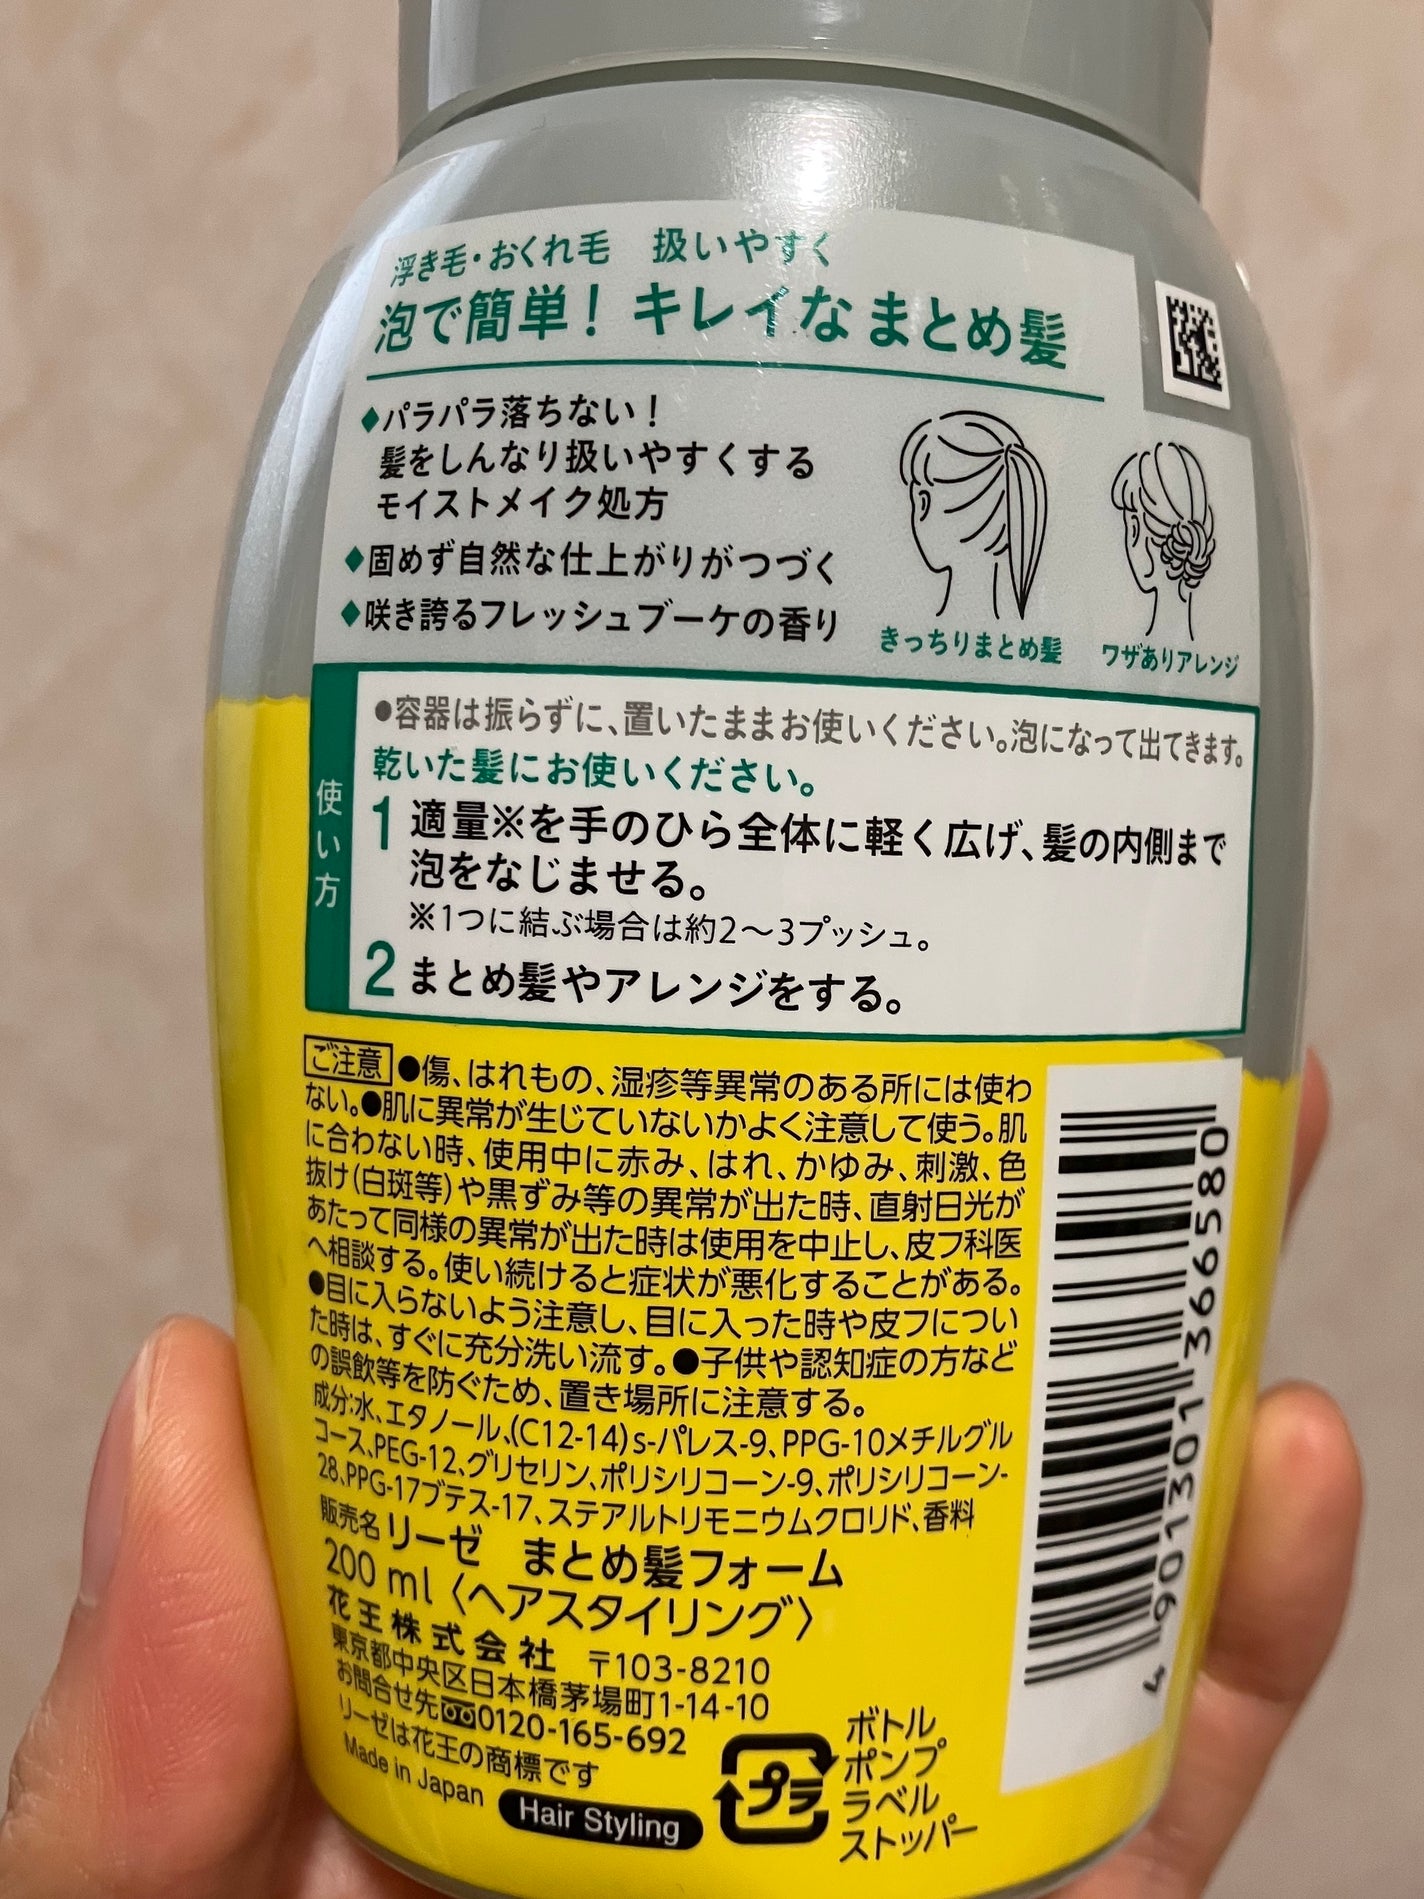 浮き毛・おくれ毛　扱いやすく
泡で簡単！ キレイなまとめ髪
◆パラパラ落ちない！
髪をしんなり扱いやすくする
モイストメイク処方
◆固めず自然な仕上がりがつづく
◆咲き誇るフレッシュブーケの香り
きっちりまとめ髪
ワザありアレンジ
使い方
●容器は振らずに、置いたままお使いください。泡になって出てきます。
乾いた髪にお使いください。
1 適量※を手のひら全体に軽く広げ、髪の内側まで
泡をなじませる。
※1つに結ぶ場合は約2〜3プッシュ。
2 まとめ髪やアレンジをする。
ご注意 ●傷、はれもの、湿疹等異常のある所には使わ
ない。●肌に異常が生じていないかよく注意して使う。肌
に合わない時、使用中に赤み、はれ、かゆみ、刺激、色
抜け(白斑等)や黒ずみ等の異常が出た時、直射日光が
あたって同様の異常が出た時は使用を中止し、皮フ科医
へ相談する。使い続けると症状が悪化することがある。
●目に入らないよう注意し、目に入った時や皮フについ
た時は、すぐに充分洗い流す。●子供や認知症の方など
の誤飲等を防ぐため、置き場所に注意する。
成分:水、エタノール、(C12-14)s-パレス-9、PPG-10メチルグル
コース、PEG-12、グリセリン、ポリシリコーン-9、ポリシリコーン-
28、PPG-17ブテス-17、ステアルトリモニウムクロリド、香料
販売名 リーゼ　まとめ髪フォーム
200 ml〈ヘアスタイリング〉
花王株式会社 〒103-8210
東京都中央区日本橋茅場町1-14-10
お問合せ先 0120-165-692
リーゼは花王の商標です
Made in Japan
Hair Styling
プラ
ボトル
ポンプ
ラベル
ストッパー
4 901301 366580